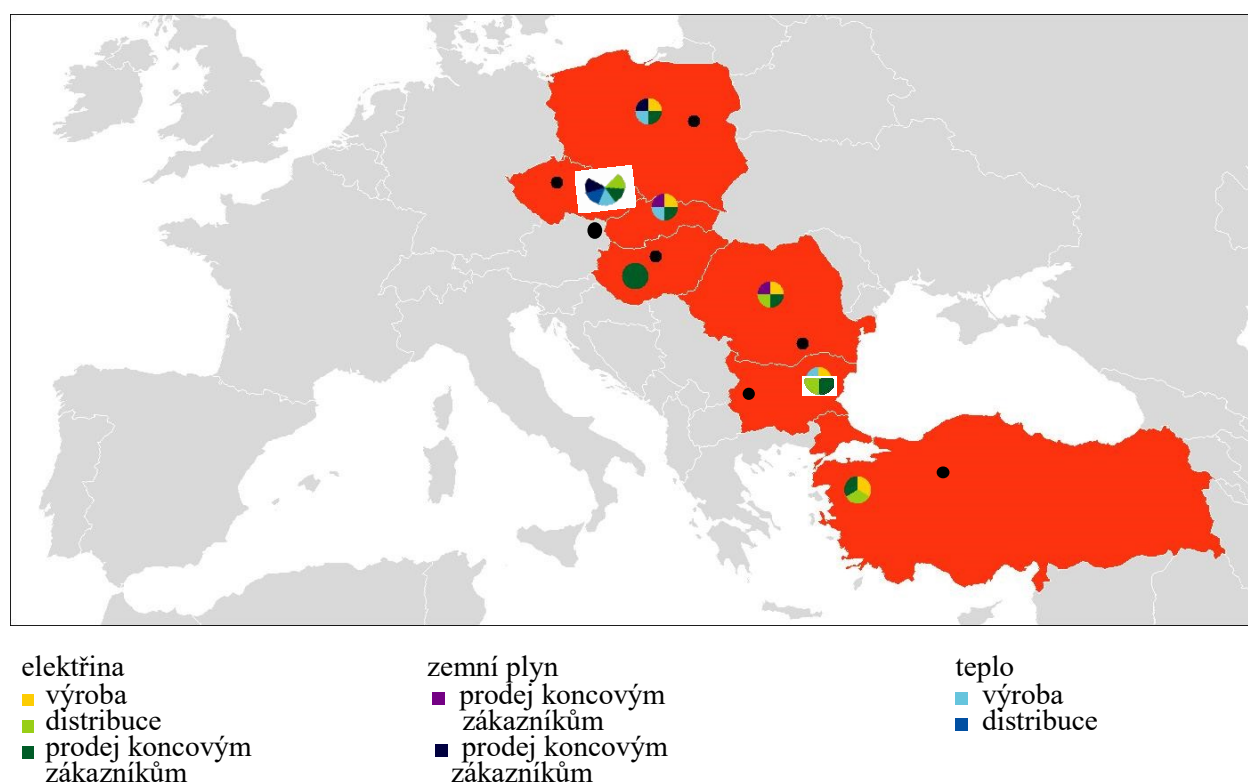 elektřina
výroba
distribuce
prodej koncovým
zákazníkům
zemní plyn
prodej koncovým
zákazníkům
prodej koncovým
zákazníkům
teplo
výroba
distribuce